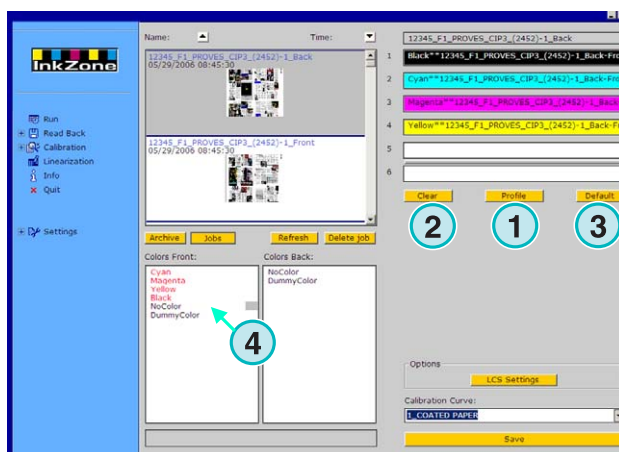 InkZone
Run
Read Back
Calibration
Linearization
Info
Quit
Settings
Name:
Time:
12345_F1_PROVES_CIP3_(2452)-1_Back
05/29/2006 08:45:30
12345_F1_PROVES_CIP3_(2452)-1_Front
05/29/2006 08:45:30
Archive
Jobs
Refresh
Delete job
Colors Front:
Cyan
Magenta
Yellow
Black
NoColor
DummyColor
4
Colors Back:
NoColor
DummyColor
12345_F1_PROVES_CIP3_(2452)-1_Back
1 Black**12345_F1_PROVES_CIP3_(2452)-1_Back-Fro
2 Cyan**12345_F1_PROVES_CIP3_(2452)-1_Back-Fro
3 Magenta**12345_F1_PROVES_CIP3_(2452)-1_Back
4 Yellow**12345_F1_PROVES_CIP3_(2452)-1_Back-Fr
5
6
Clear
Profile
Default
2
1
3
Options
LCS Settings
Calibration Curve:
1_COATED PAPER
Save